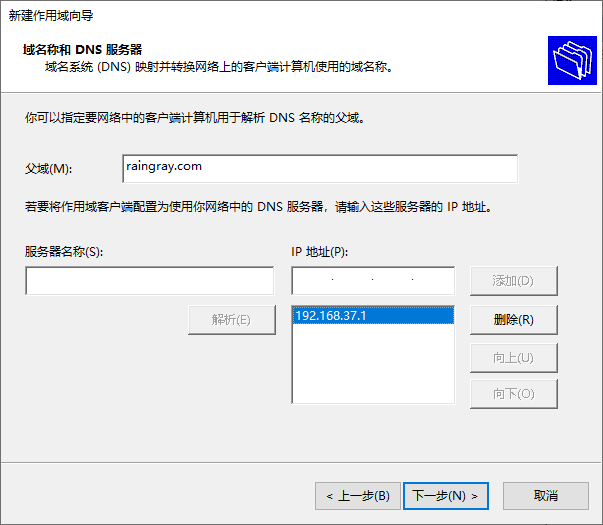 新建作用域向导
域名称和 DNS 服务器
域名系统 (DNS) 映射并转换网络上的客户端计算机使用的域名称。
你可以指定要网络中的客户端计算机用于解析 DNS 名称的父域。
父域(M): raingray.com
若要将作用域客户端配置为使用你网络中的 DNS 服务器，请输入这些服务器的 IP 地址。
服务器名称(S): IP 地址(P):
. . . 添加(D)
解析(E) 192.168.37.1 删除(R)
向上(U)
向下(O)
< 上一步(B) 下一步(N) > 取消